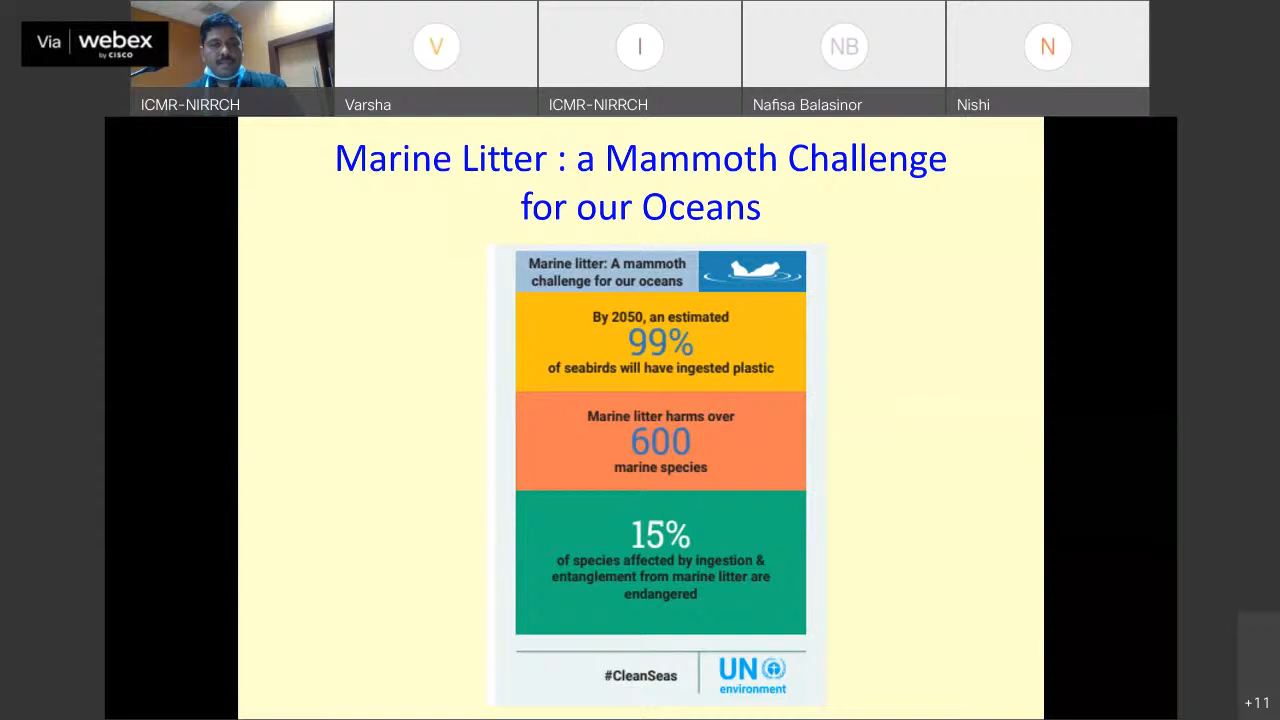 Via webex
by CISCO
V
I
NB
N
ICMR-NIRRCH
Varsha
ICMR-NIRRCH
Nafisa Balasinor
Nishi
Marine Litter : a Mammoth Challenge
for our Oceans
Marine litter: A mammoth
challenge for our oceans
By 2050, an estimated
99%
of seabirds will have ingested plastic
Marine litter harms over
600
marine species
15%
of species affected by ingestion &
entanglement from marine litter are
endangered
#CleanSeas
UN
environment
+11